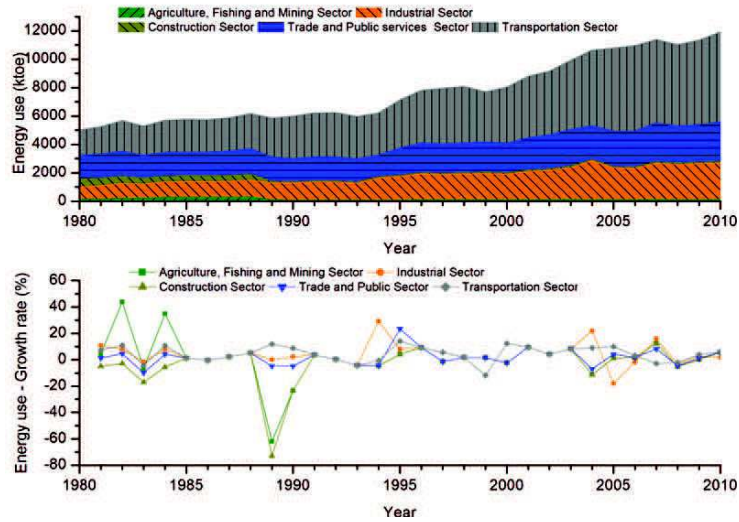 Agriculture, Fishing and Mining Sector Industrial Sector
Construction Sector Trade and Public services Sector Transportation Sector
Energy use (ktoe)
12000
10000
8000
6000
4000
2000
0
1980 1985 1990 1995 2000 2005 2010
Year
Agriculture, Fishing and Mining Sector Industrial Sector
Construction Sector Trade and Public Sector Transportation Sector
Energy use - Growth rate (%)
60
40
20
0
-20
-40
-60
-80
1980 1985 1990 1995 2000 2005 2010
Year